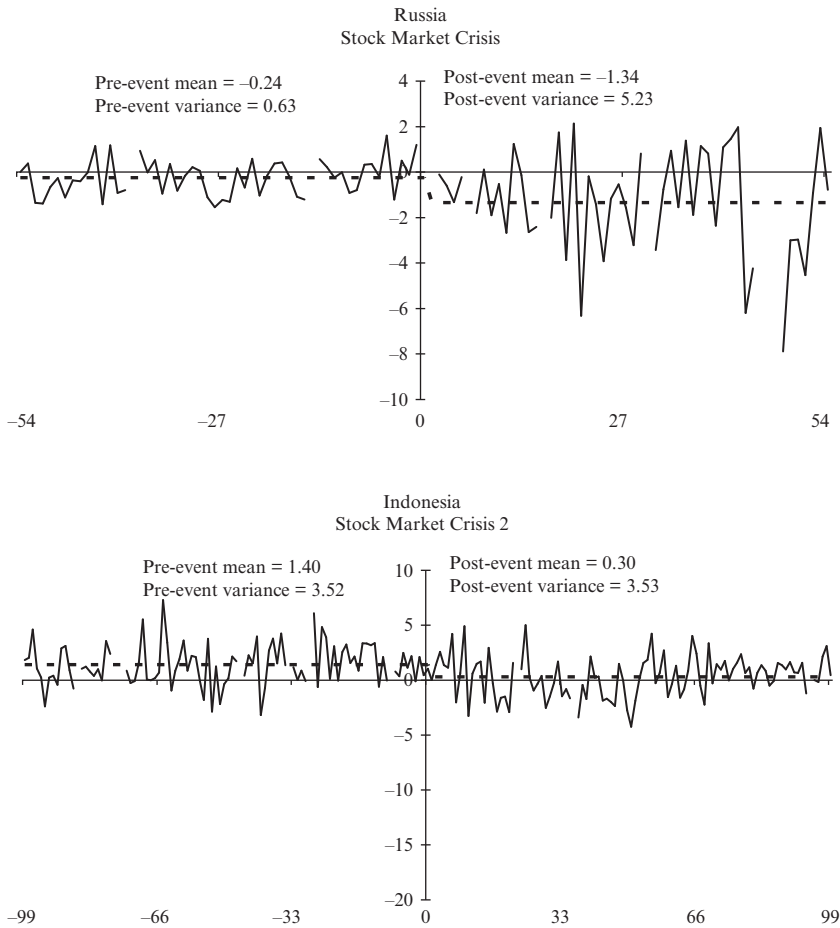 Russia
Stock Market Crisis
Pre-event mean = –0.24
Pre-event variance = 0.63
Post-event mean = –1.34
Post-event variance = 5.23
4
2
0
–2
–4
–6
–8
–10
–54
–27
0
27
54
Indonesia
Stock Market Crisis 2
Pre-event mean = 1.40
Pre-event variance = 3.52
Post-event mean = 0.30
Post-event variance = 3.53
10
5
0
–5
–10
–15
–20
–99
–66
–33
0
33
66
99